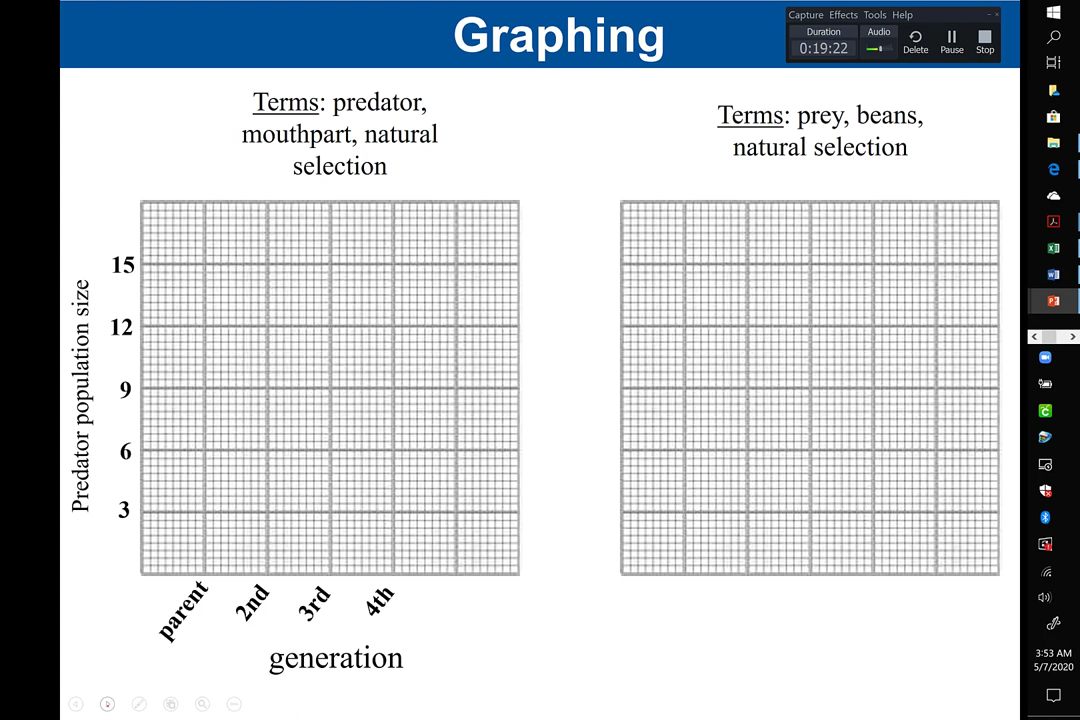 Graphing
Capture Effects Tools Help
Duration
Audio
0:19:22
Delete
Pause
Stop
Terms: predator,
mouthpart, natural
selection
Terms: prey, beans,
natural selection
Predator population size
15
12
9
6
3
parent
2nd
3rd
4th
generation
3:53 AM
5/7/2020